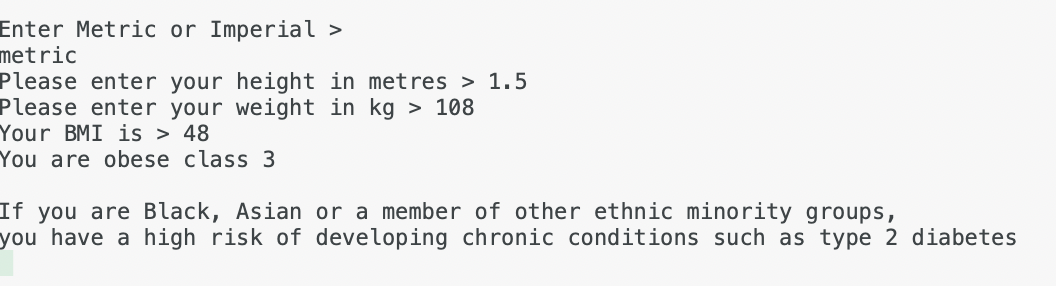 Enter Metric or Imperial >
metric
Please enter your height in metres > 1.5
Please enter your weight in kg > 108
Your BMI is > 48
You are obese class 3
If you are Black, Asian or a member of other ethnic minority groups,
you have a high risk of developing chronic conditions such as type 2 diabetes